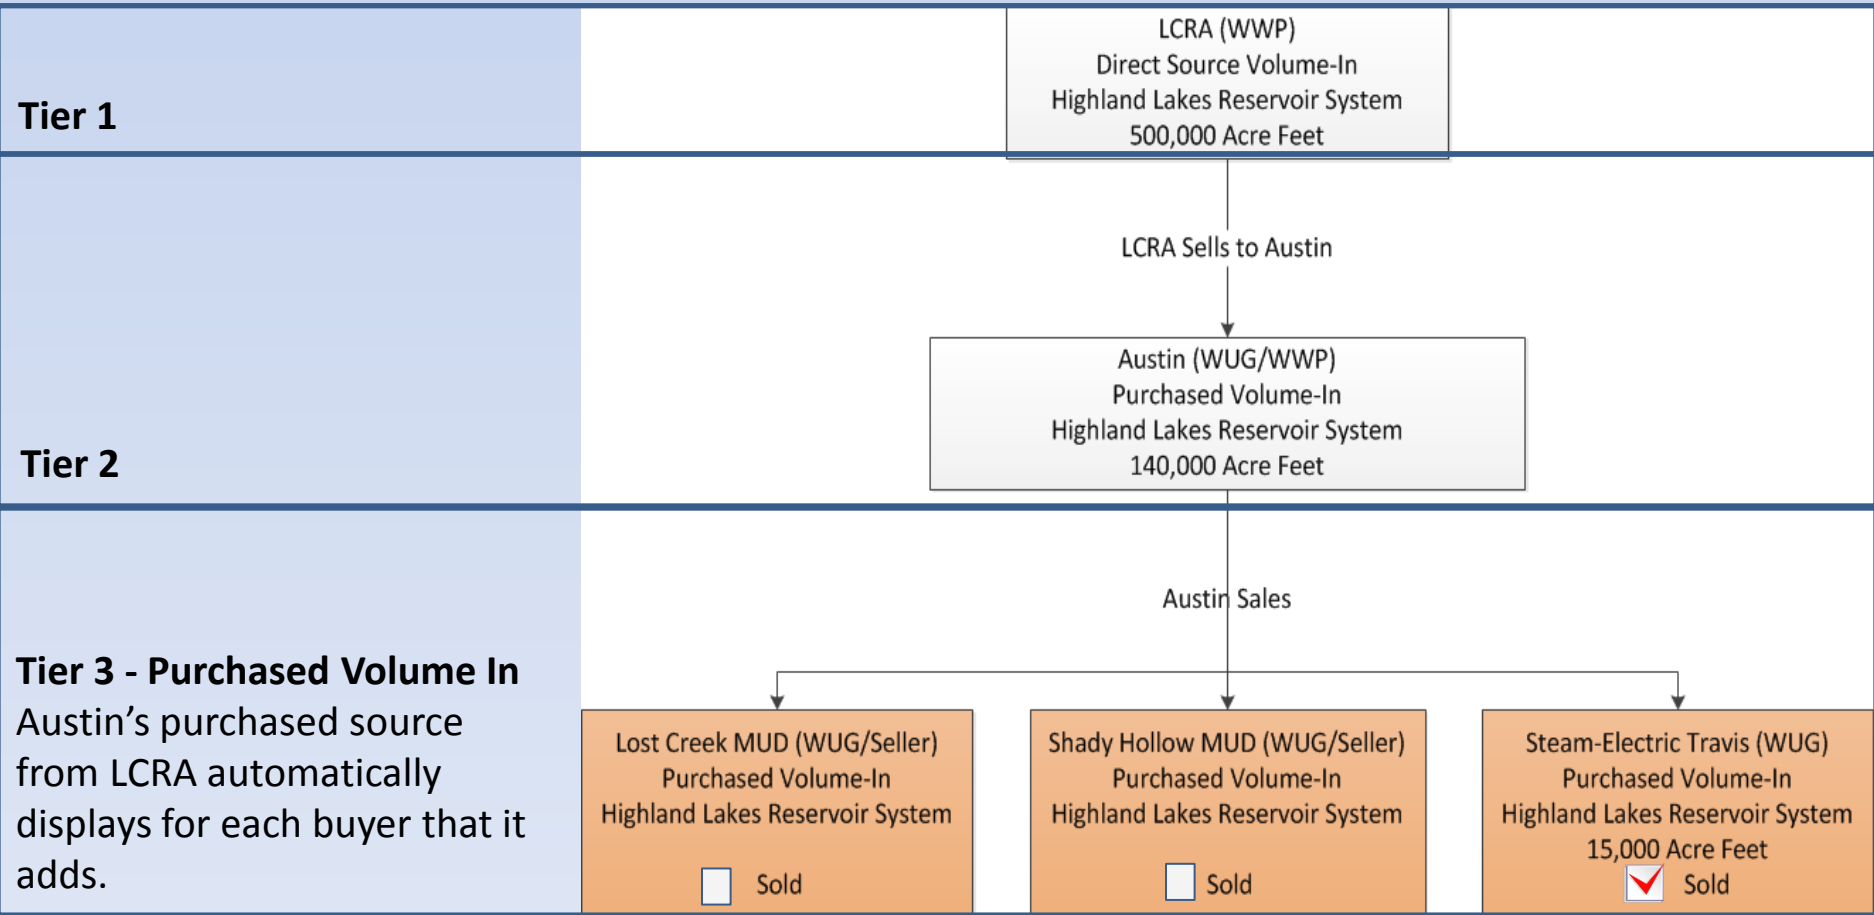 Tier 1
LCRA (WWP)
Direct Source Volume-In
Highland Lakes Reservoir System
500,000 Acre Feet
LCRA Sells to Austin
Tier 2
Austin (WUG/WWP)
Purchased Volume-In
Highland Lakes Reservoir System
140,000 Acre Feet
Austin Sales
Tier 3 - Purchased Volume In
Austin’s purchased source
from LCRA automatically
displays for each buyer that it
adds.
Lost Creek MUD (WUG/Seller)
Purchased Volume-In
Highland Lakes Reservoir System
Sold
Shady Hollow MUD (WUG/Seller)
Purchased Volume-In
Highland Lakes Reservoir System
Sold
Steam-Electric Travis (WUG)
Purchased Volume-In
Highland Lakes Reservoir System
15,000 Acre Feet
Sold